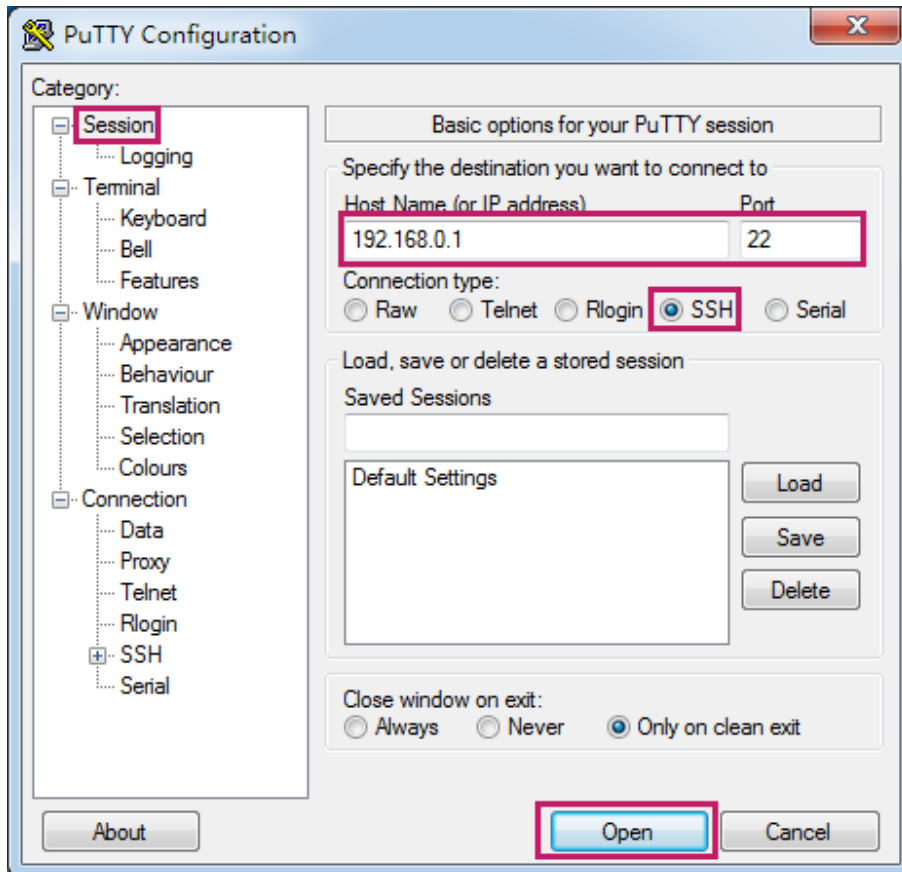 PuTTY Configuration
Category:
Session
Logging
Terminal
Keyboard
Bell
Features
Window
Appearance
Behaviour
Translation
Selection
Colours
Connection
Data
Proxy
Telnet
Rlogin
SSH
Serial
Basic options for your PuTTY session
Specify the destination you want to connect to
Host Name (or IP address) Port
192.168.0.1 22
Connection type:
Raw Telnet Rlogin SSH Serial
Load, save or delete a stored session
Saved Sessions
Default Settings
Load
Save
Delete
Close window on exit:
Always Never Only on clean exit
About Open Cancel